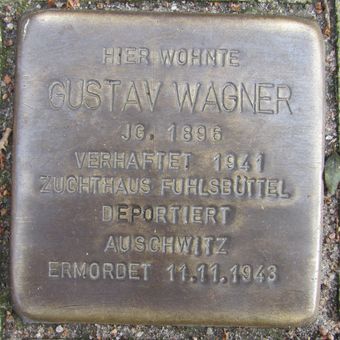 HIER WOHNTE
GUSTAV WAGNER
JG. 1896
VERHAFTET 1941
ZUCHTHAUS FUHLSBÜTTEL
DEPORTIERT
AUSCHWITZ
ERMORDET 11.11.1943